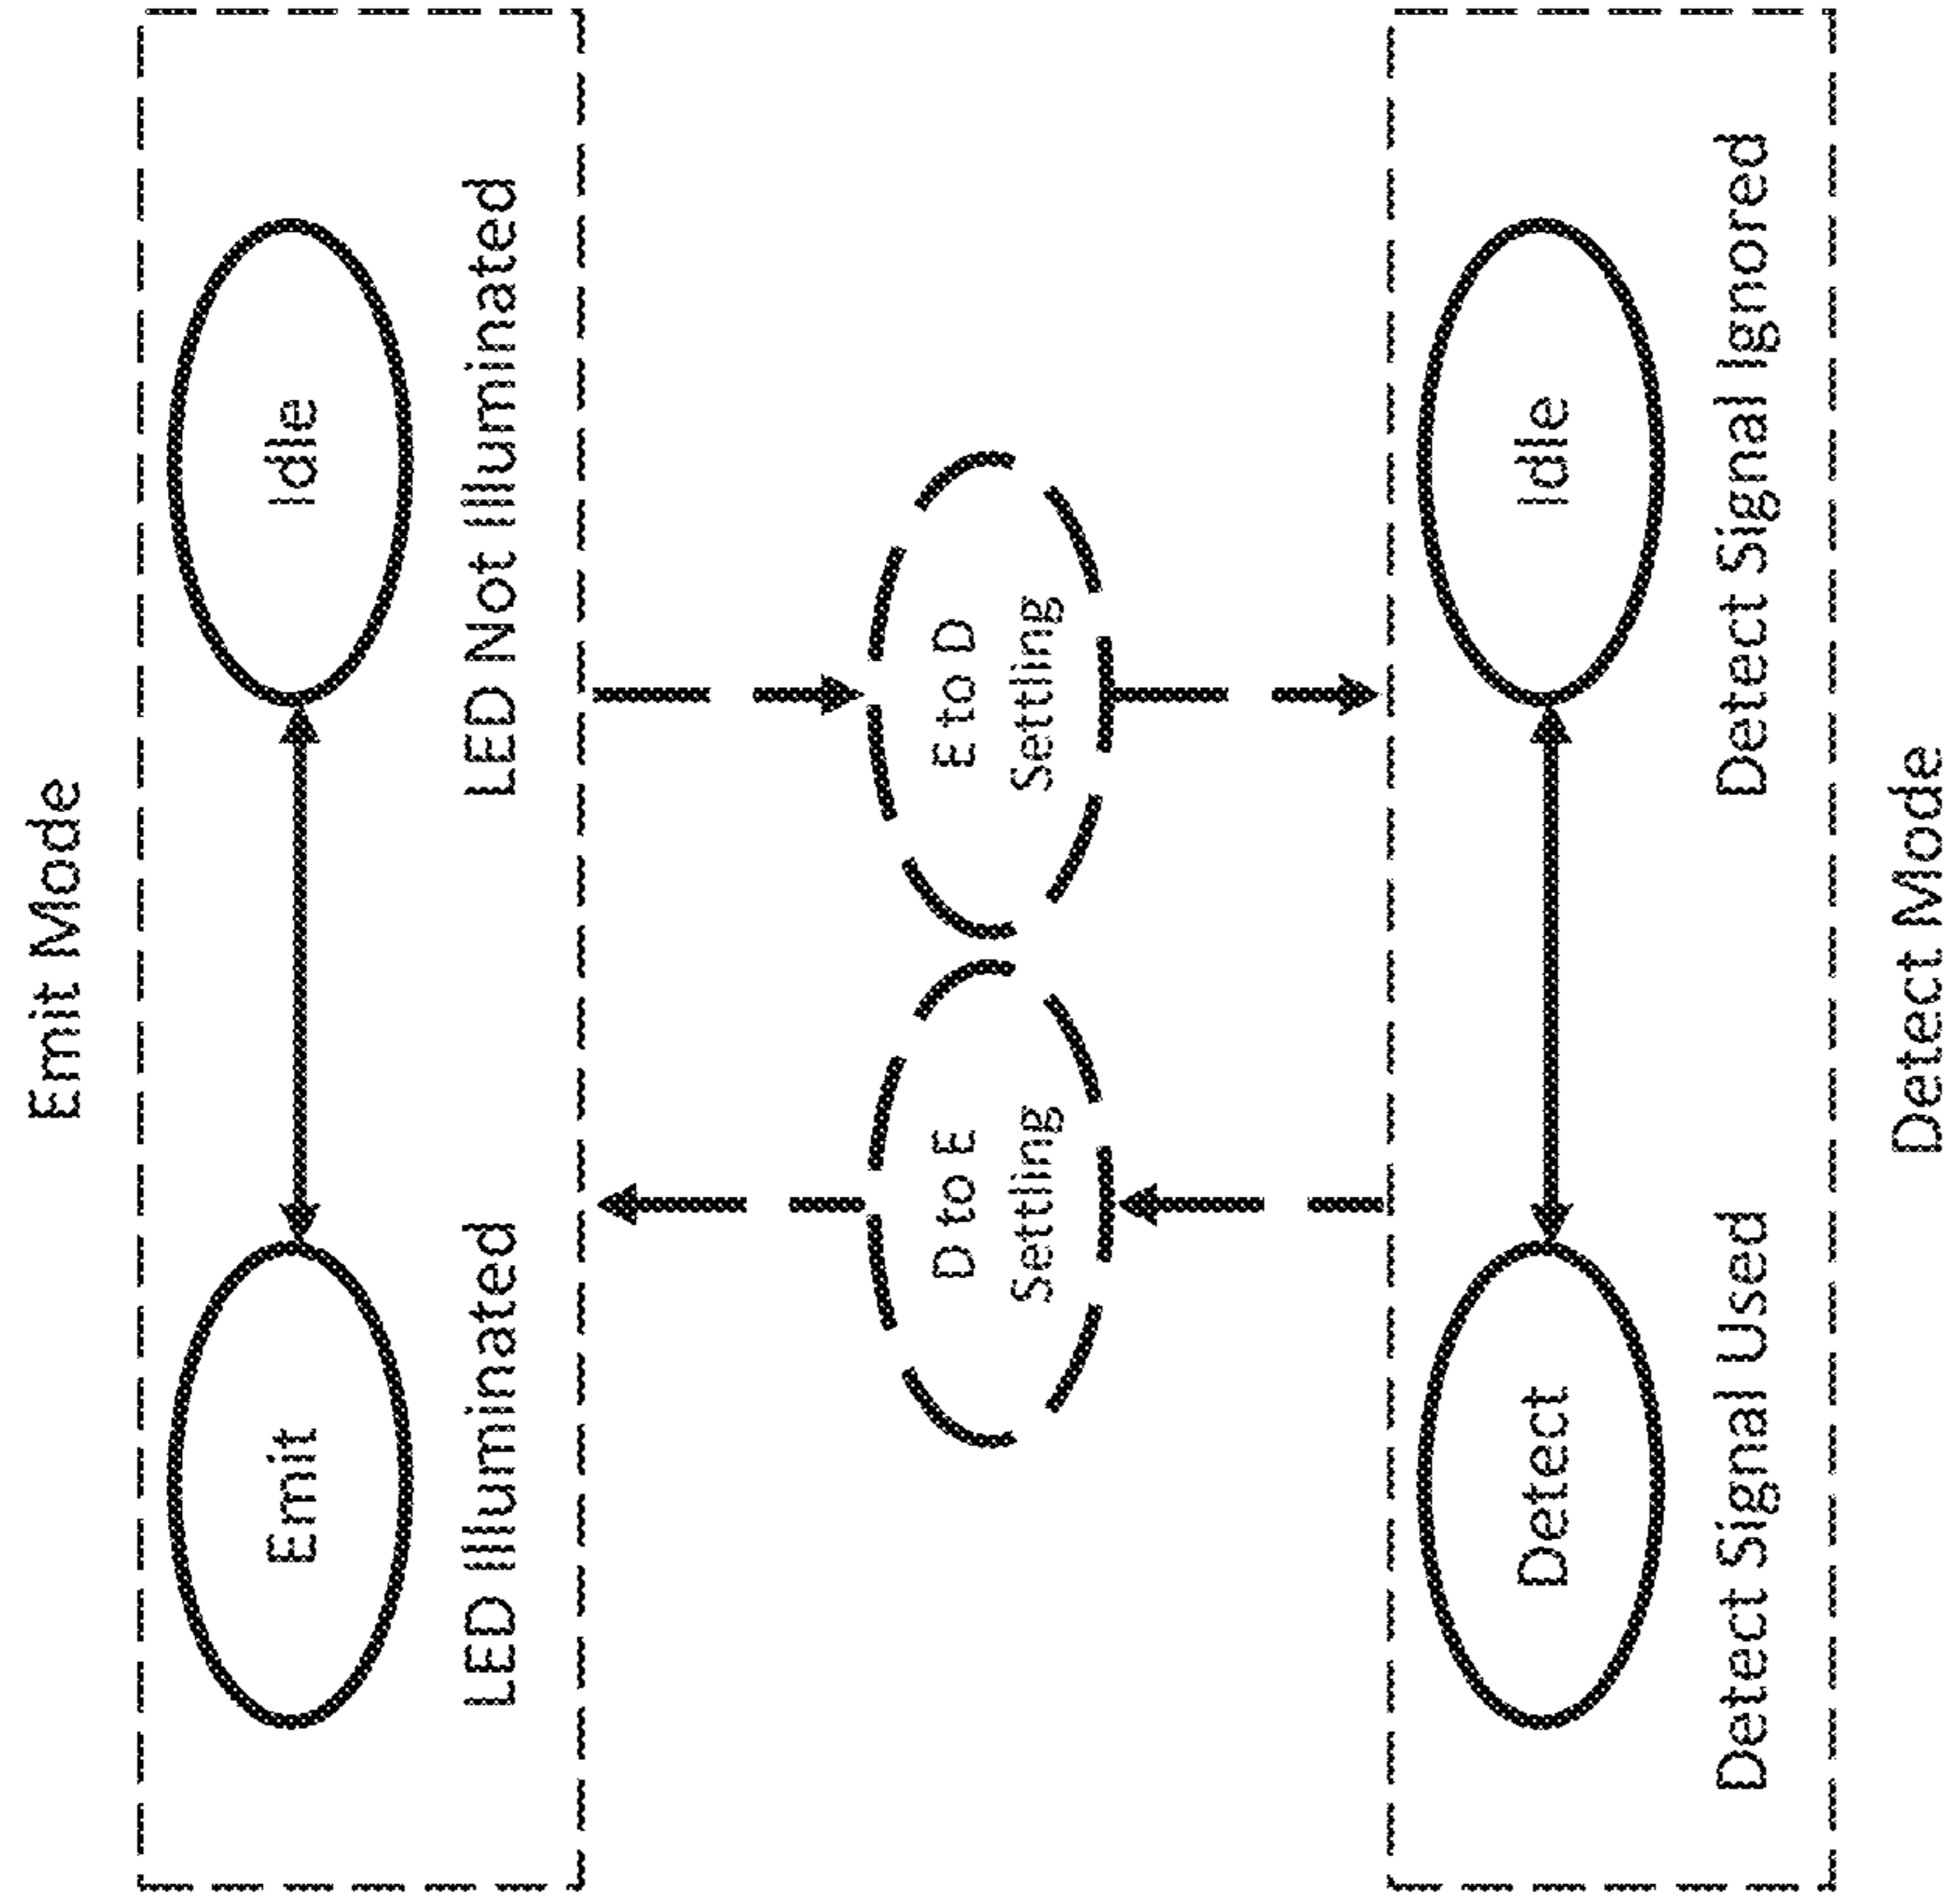 Emit Mode
Emit
Idle
LED Illuminated
LED Not Illuminated
D to E
Settling
E to D
Settling
Detect
Idle
Detect Signal Used
Detect Signal Ignored
Detect Mode